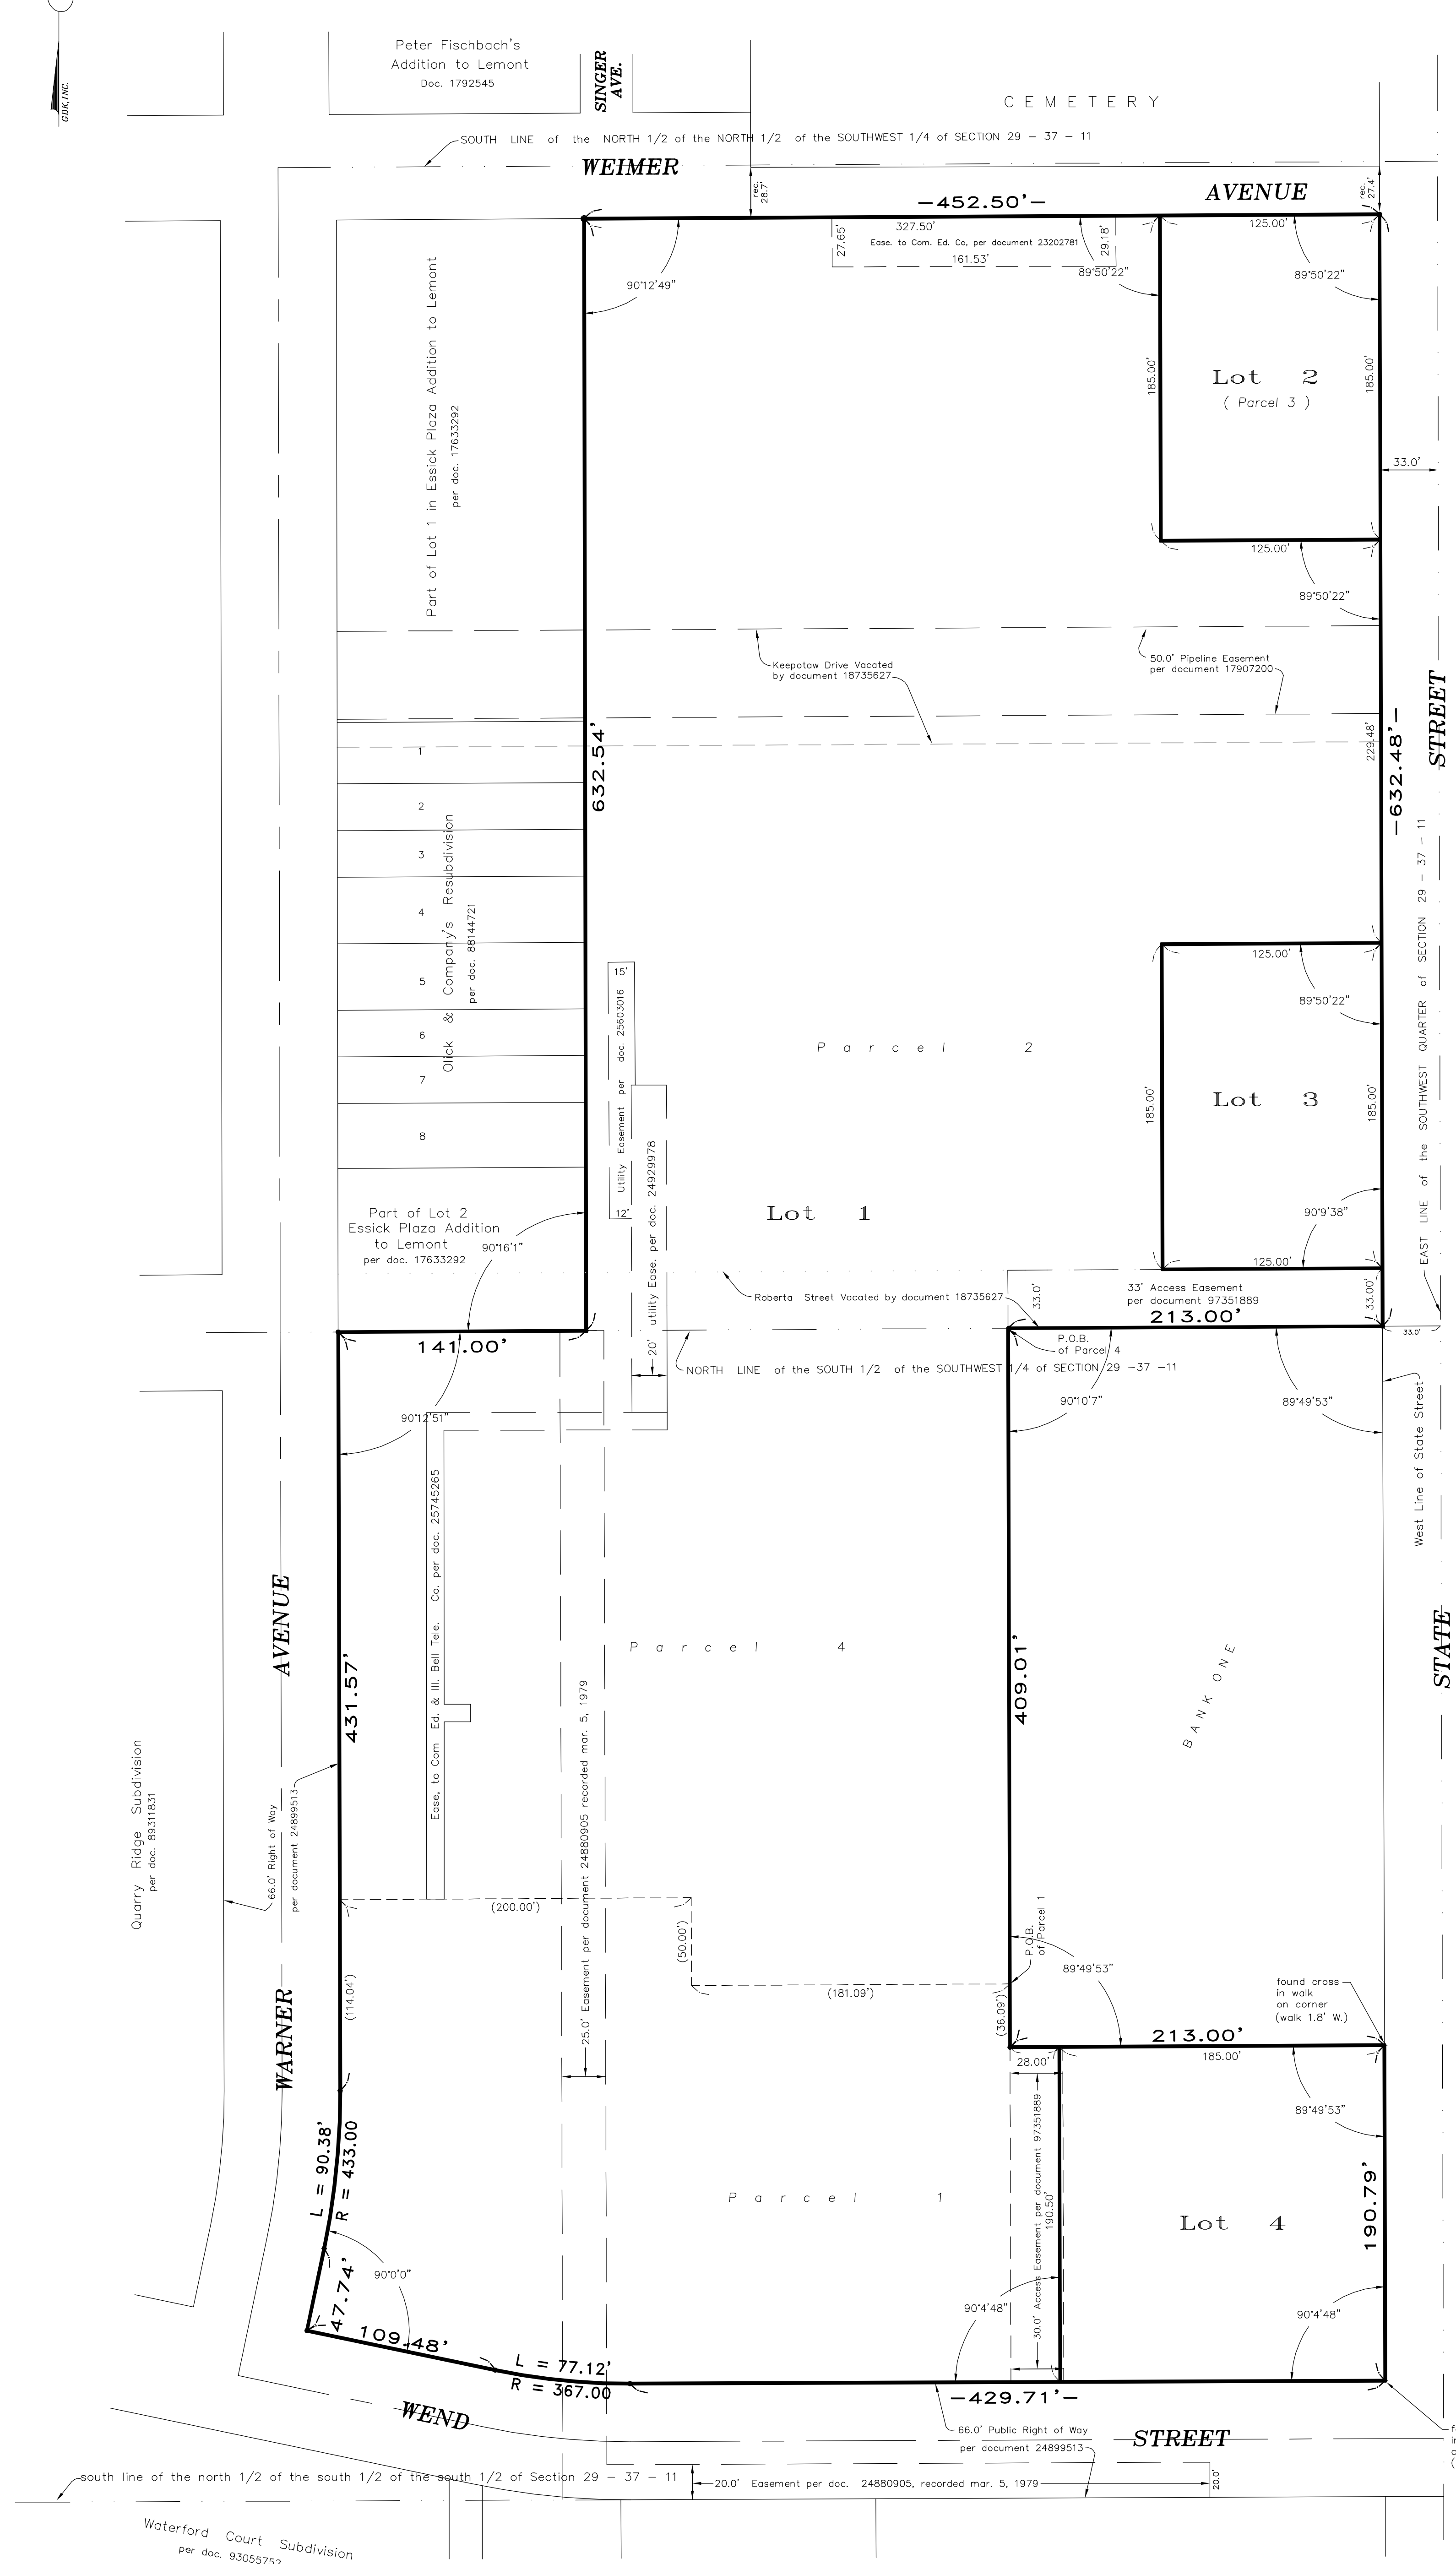 GDK,INC.
Peter Fischbach's
Addition to Lemont
Doc. 1792545
SINGER
AVE.
CEMETERY
SOUTH LINE of the NORTH 1/2 of the NORTH 1/2 of the SOUTHWEST 1/4 of SECTION 29 - 37 - 11
WEIMER
AVENUE
rec.
28.7'
rec.
27.4'
-452.50'-
327.50'
125.00'
27.65'
Ease. to Com. Ed. Co, per document 23202781
29.18'
161.53'
90°12'49"
89°50'22"
89°50'22"
Part of Lot 1 in Essick Plaza Addition to Lemont
per doc. 17633292
185.00'
Lot 2
( Parcel 3 )
185.00'
33.0'
125.00'
89°50'22"
Keepotaw Drive Vacated
by document 18735627
50.0' Pipeline Easement
per document 17907200
STREET
632.54'
229.48'
-632.48'-
1
2
3
4
5
6
7
8
Olick & Company's Resubdivision
per doc. 88144721
125.00'
89°50'22"
15'
Utility Easement per doc. 25603016
12'
Parcel 2
185.00'
Lot 3
185.00'
EAST LINE of the SOUTHWEST QUARTER of SECTION 29 - 37 - 11
20' utility Ease. per doc. 24929978
Lot 1
90°9'38"
Part of Lot 2
Essick Plaza Addition
to Lemont
per doc. 17633292
90°16'1"
125.00'
Roberta Street Vacated by document 18735627
33.0'
33' Access Easement
per document 97351889
33.00'
213.00'
33.0'
141.00'
P.O.B.
of Parcel 4
NORTH LINE of the SOUTH 1/2 of the SOUTHWEST 1/4 of SECTION 29 -37 -11
90°12'51"
90°10'7"
89°49'53"
West Line of State Street
Ease, to Com Ed. & Ill. Bell Tele. Co. per doc. 25745265
AVENUE
431.57'
Parcel 4
409.01'
BANK ONE
STATE
25.0' Easement per document 24880905 recorded mar. 5, 1979
Quarry Ridge Subdivision
per doc. 89311831
66.0' Right of Way
per document 24899513
(200.00')
(50.00')
P.O.B.
of Parcel 1
89°49'53"
(114.04')
(181.09')
(36.09')
found cross
in walk
on corner
(walk 1.8' W.)
WARNER
213.00'
28.00'
185.00'
89°49'53"
L = 90.38'
R = 433.00
30.0' Access Easement per document 97351889
190.50'
Parcel 1
Lot 4
190.79'
90°0'0"
47.74'
90°4'48"
90°4'48"
109.48'
L = 77.12'
R = 367.00
-429.71'-
WEND
STREET
66.0' Public Right of Way
per document 24899513
south line of the north 1/2 of the south 1/2 of the south 1/2 of Section 29 - 37 - 11
20.0' Easement per doc. 24880905, recorded mar. 5, 1979
20.0'
Waterford Court Subdivision
per doc. 93055752